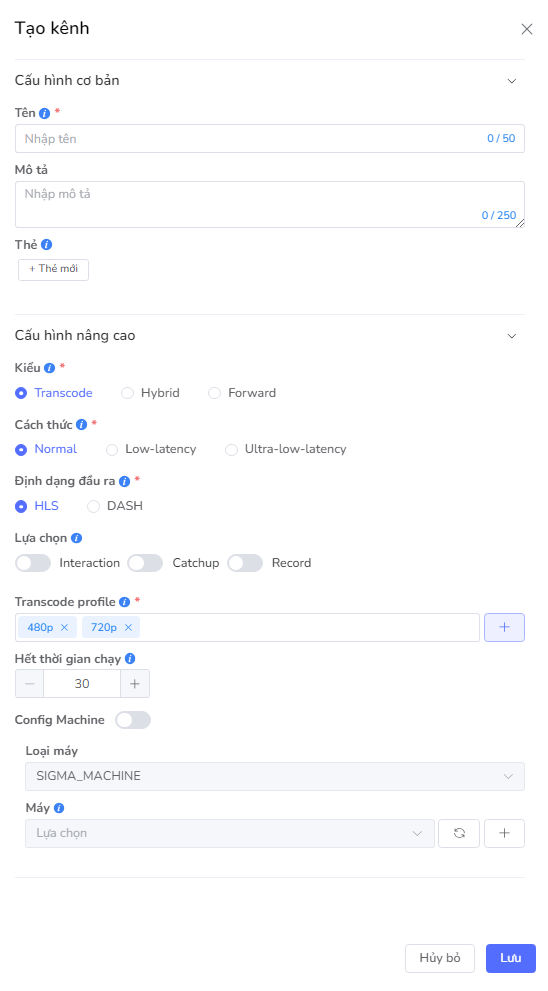 Tạo kênh
Cấu hình cơ bản
Tên *
Nhập tên 0 / 50
Mô tả
Nhập mô tả
0 / 250
Thẻ
+ Thẻ mới
Cấu hình nâng cao
Kiểu *
Transcode Hybrid Forward
Cách thức *
Normal Low-latency Ultra-low-latency
Định dạng đầu ra *
HLS DASH
Lựa chọn
Interaction Catchup Record
Transcode profile *
480p 720p
Hết thời gian chạy
30
Config Machine
Loại máy
SIGMA_MACHINE
Máy
Lựa chọn
Hủy bỏ Lưu